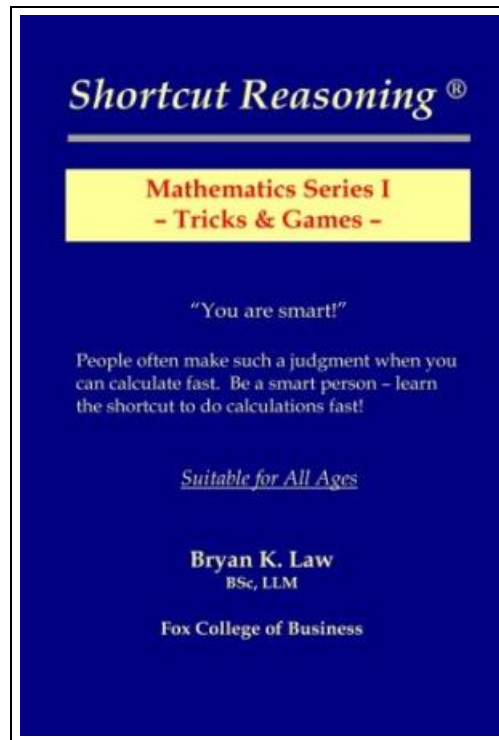 Shortcut Reasoning ®
Mathematics Series I
– Tricks & Games –
“You are smart!”
People often make such a judgment when you
can calculate fast.  Be a smart person – learn
the shortcut to do calculations fast!
Suitable for All Ages
Bryan K. Law
BSc, LLM
Fox College of Business